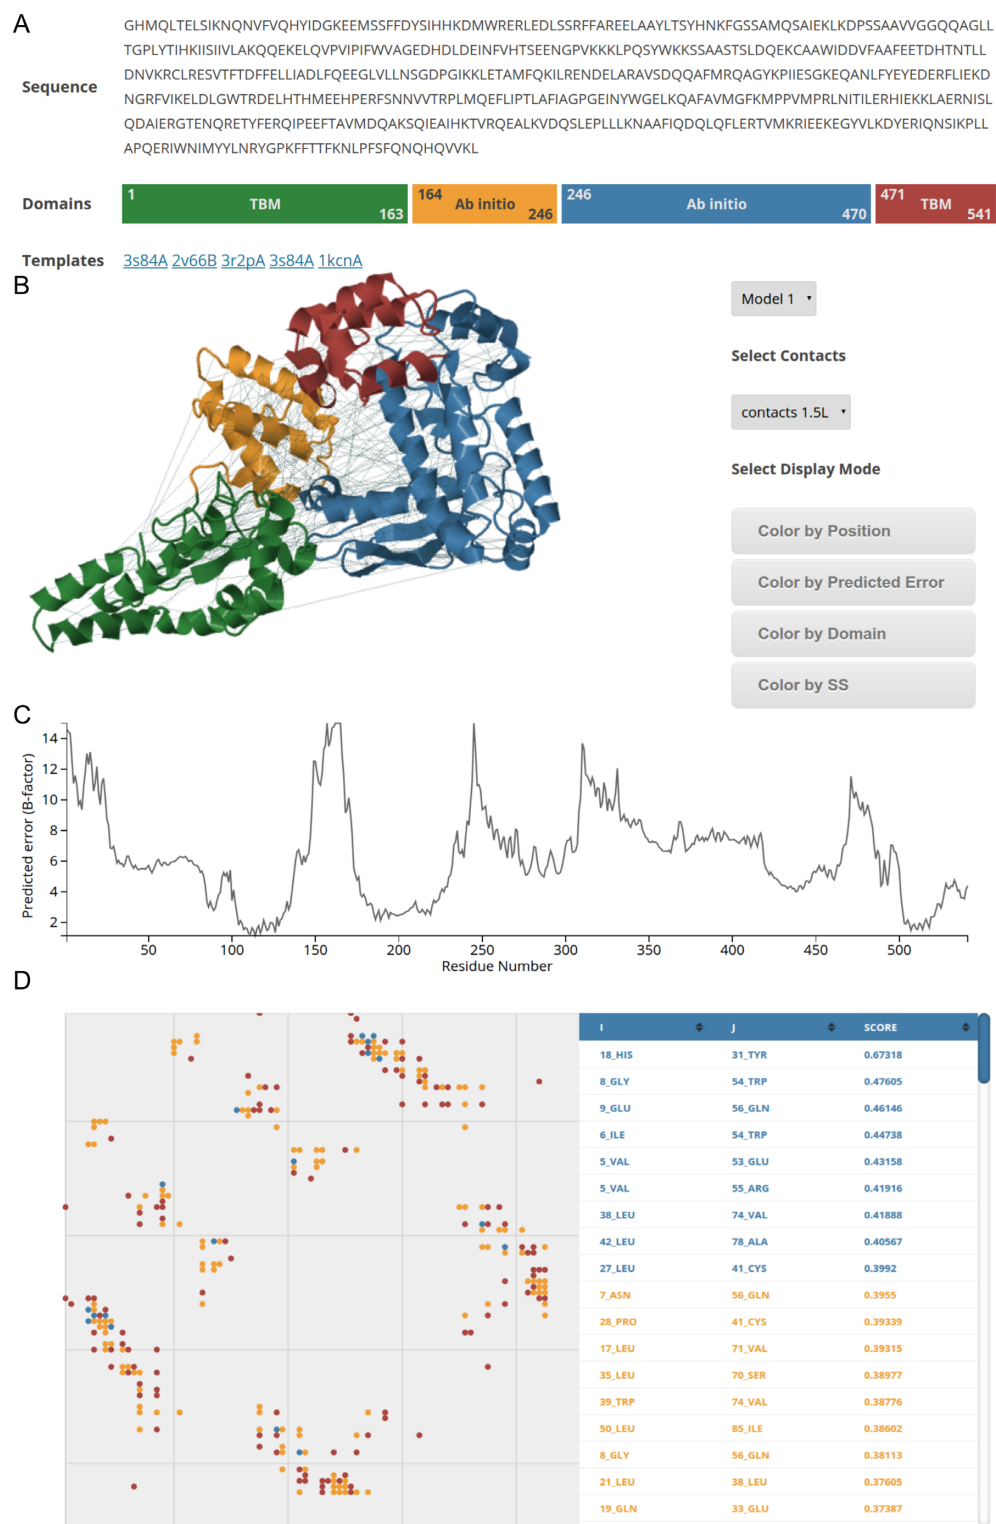 A
Sequence
GHMQLTELSIKNQNVFVQHYIDGKEEMSSFFDYSIHHKDMWRERLEDLSSRFFAREELAAYLTSYHNKFGSSAMQSAIEKLKDPSSAAVVGGQQAGLL
TGPLYTIHKIISIIVLAKQQEKELQVPVIPIFWVAGEDHDLDEINFVHTSEENGPVKKKLPQSYWKKSSAASTSLDQEKCAAWIDDVFAAFEETDHTNTLL
DNVKRCLRESVTFTDFFELLIADLFQEEGLVLLNSGDPGIKKLETAMFQKILRENDELARAVSDQQAFMRQAGYKPIIESGKEQANLFYEYEDERFLIEKD
NGRFVIKELDLGWTRDELHTHMEEHPERFSNNVVTRPLMQEFLIPTLAFIAGPGEINYWGELKQAFAVMGFKMPPVMPRLNITILERHIEKKLAERNISL
QDAIERGTENQRETYFERQIPEEFTAVMDQAKSQIEAIHKTVRQEALKVDQSLEPLLLKNAAFIQDQLQFLERTVMKRIEEKEGYVLKDYERIQNSIKPLL
APQERIWNIMYYLNRYGPKFFTTFKNLPFSFQNQHQVVKL
Domains
1 TBM 163
164 Ab initio 246
246 Ab initio 470
471 TBM 541
Templates 3s84A 2v66B 3r2pA 3s84A 1kcnA
B
Model 1
Select Contacts
contacts 1.5L
Select Display Mode
Color by Position
Color by Predicted Error
Color by Domain
Color by SS
C
Predicted error (B-factor)
14
12
10
8
6
4
2
50 100 150 200 250 300 350 400 450 500
Residue Number
D
I J SCORE
18_HIS 31_TYR 0.67318
8_GLY 54_TRP 0.47605
9_GLU 56_GLN 0.46146
6_ILE 54_TRP 0.44738
5_VAL 53_GLU 0.43158
5_VAL 55_ARG 0.41916
38_LEU 74_VAL 0.41888
42_LEU 78_ALA 0.40567
27_LEU 41_CYS 0.3992
7_ASN 56_GLN 0.3955
28_PRO 41_CYS 0.39339
17_LEU 71_VAL 0.39315
35_LEU 70_SER 0.38977
39_TRP 74_VAL 0.38776
50_LEU 85_ILE 0.38602
8_GLY 56_GLN 0.38113
21_LEU 38_LEU 0.37605
19_GLN 33_GLU 0.37387